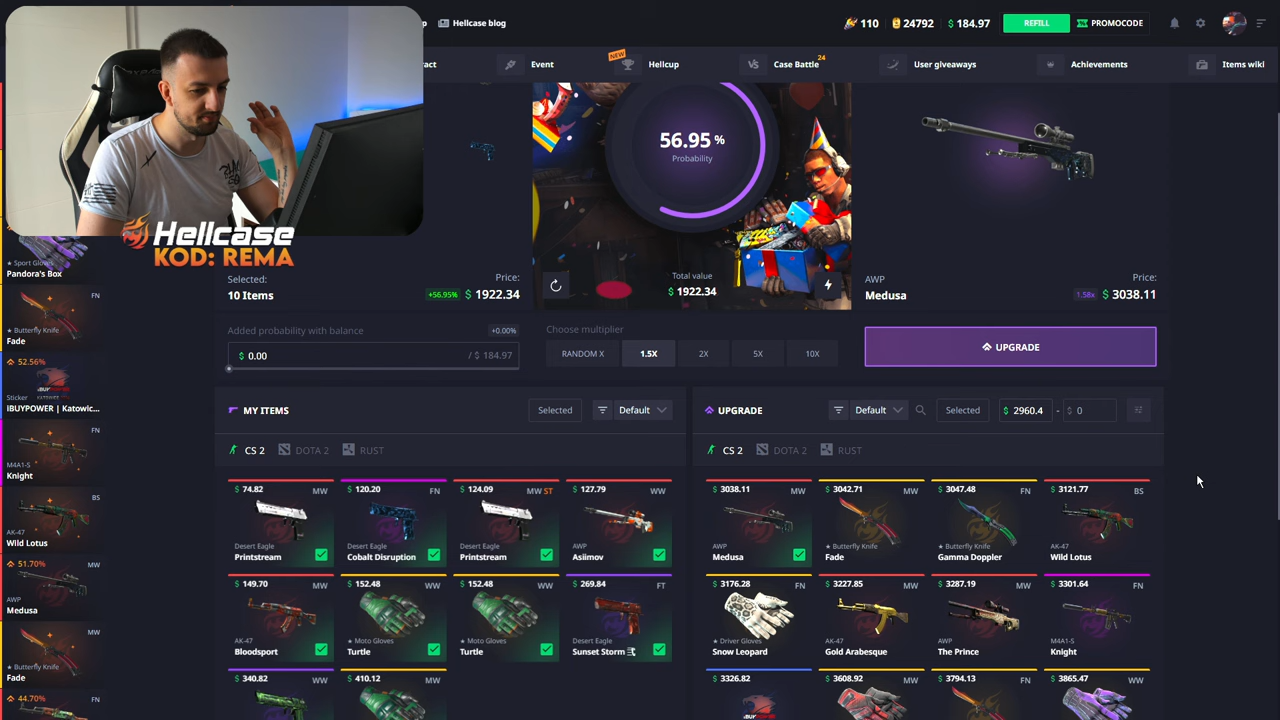 Hellcase blog
110
24792
$ 184.97
REFILL
PROMOCODE
Event
NEW
Hellcup
Case Battle 24
User giveaways
Achievements
Items wiki
Hellcase
KOD: REMA
★ Sport Gloves
Pandora's Box
FN
★ Butterfly Knife
Fade
52.56%
Sticker
IBUYPOWER | Katowic...
FN
M4A1-S
Knight
BS
AK-47
Wild Lotus
51.70% MW
AWP
Medusa
MW
★ Butterfly Knife
Fade
44.70% FN
56.95 %
Probability
Selected:
10 Items
Price:
+56.95% $ 1922.34
Total value
$ 1922.34
AWP
Medusa
Price:
1.58x $ 3038.11
Added probability with balance
+0.00%
$ 0.00
/ $ 184.97
Choose multiplier
RANDOM X
1.5X
2X
5X
10X
UPGRADE
MY ITEMS
Selected
Default
CS 2
DOTA 2
RUST
$ 74.82 MW
Desert Eagle
Printstream
$ 120.20 FN
Desert Eagle
Cobalt Disruption
$ 124.09 MW ST
Desert Eagle
Printstream
$ 127.79 WW
AWP
Asiimov
$ 149.70 MW
AK-47
Bloodsport
$ 152.48 WW
★ Moto Gloves
Turtle
$ 152.48 WW
★ Moto Gloves
Turtle
$ 269.84 FT
Desert Eagle
Sunset Storm 弐
$ 340.82 WW
$ 410.12 MW
UPGRADE
Default
Selected
$ 2960.4 - $ 0
CS 2
DOTA 2
RUST
$ 3038.11 MW
AWP
Medusa
$ 3042.71 MW
★ Butterfly Knife
Fade
$ 3047.48 FN
★ Butterfly Knife
Gamma Doppler
$ 3121.77 BS
AK-47
Wild Lotus
$ 3176.28 FN
★ Driver Gloves
Snow Leopard
$ 3227.85 MW
AK-47
Gold Arabesque
$ 3287.19 MW
AWP
The Prince
$ 3301.64 FN
M4A1-S
Knight
$ 3326.82
$ 3608.92 MW
$ 3794.13 FN
$ 3865.47 WW